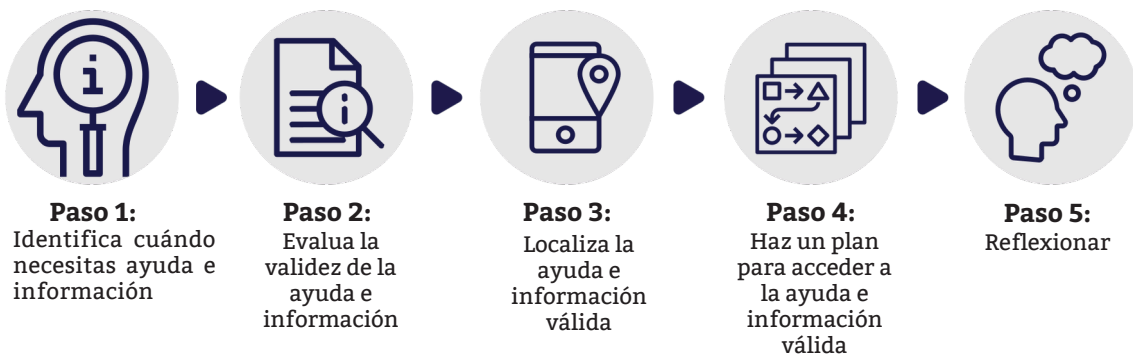 Paso 1:
Identifica cuándo
necesitas ayuda e
información
Paso 2:
Evalua la
validez de la
ayuda e
información
Paso 3:
Localiza la
ayuda e
información
válida
Paso 4:
Haz un plan
para acceder a
la ayuda e
información
válida
Paso 5:
Reflexionar